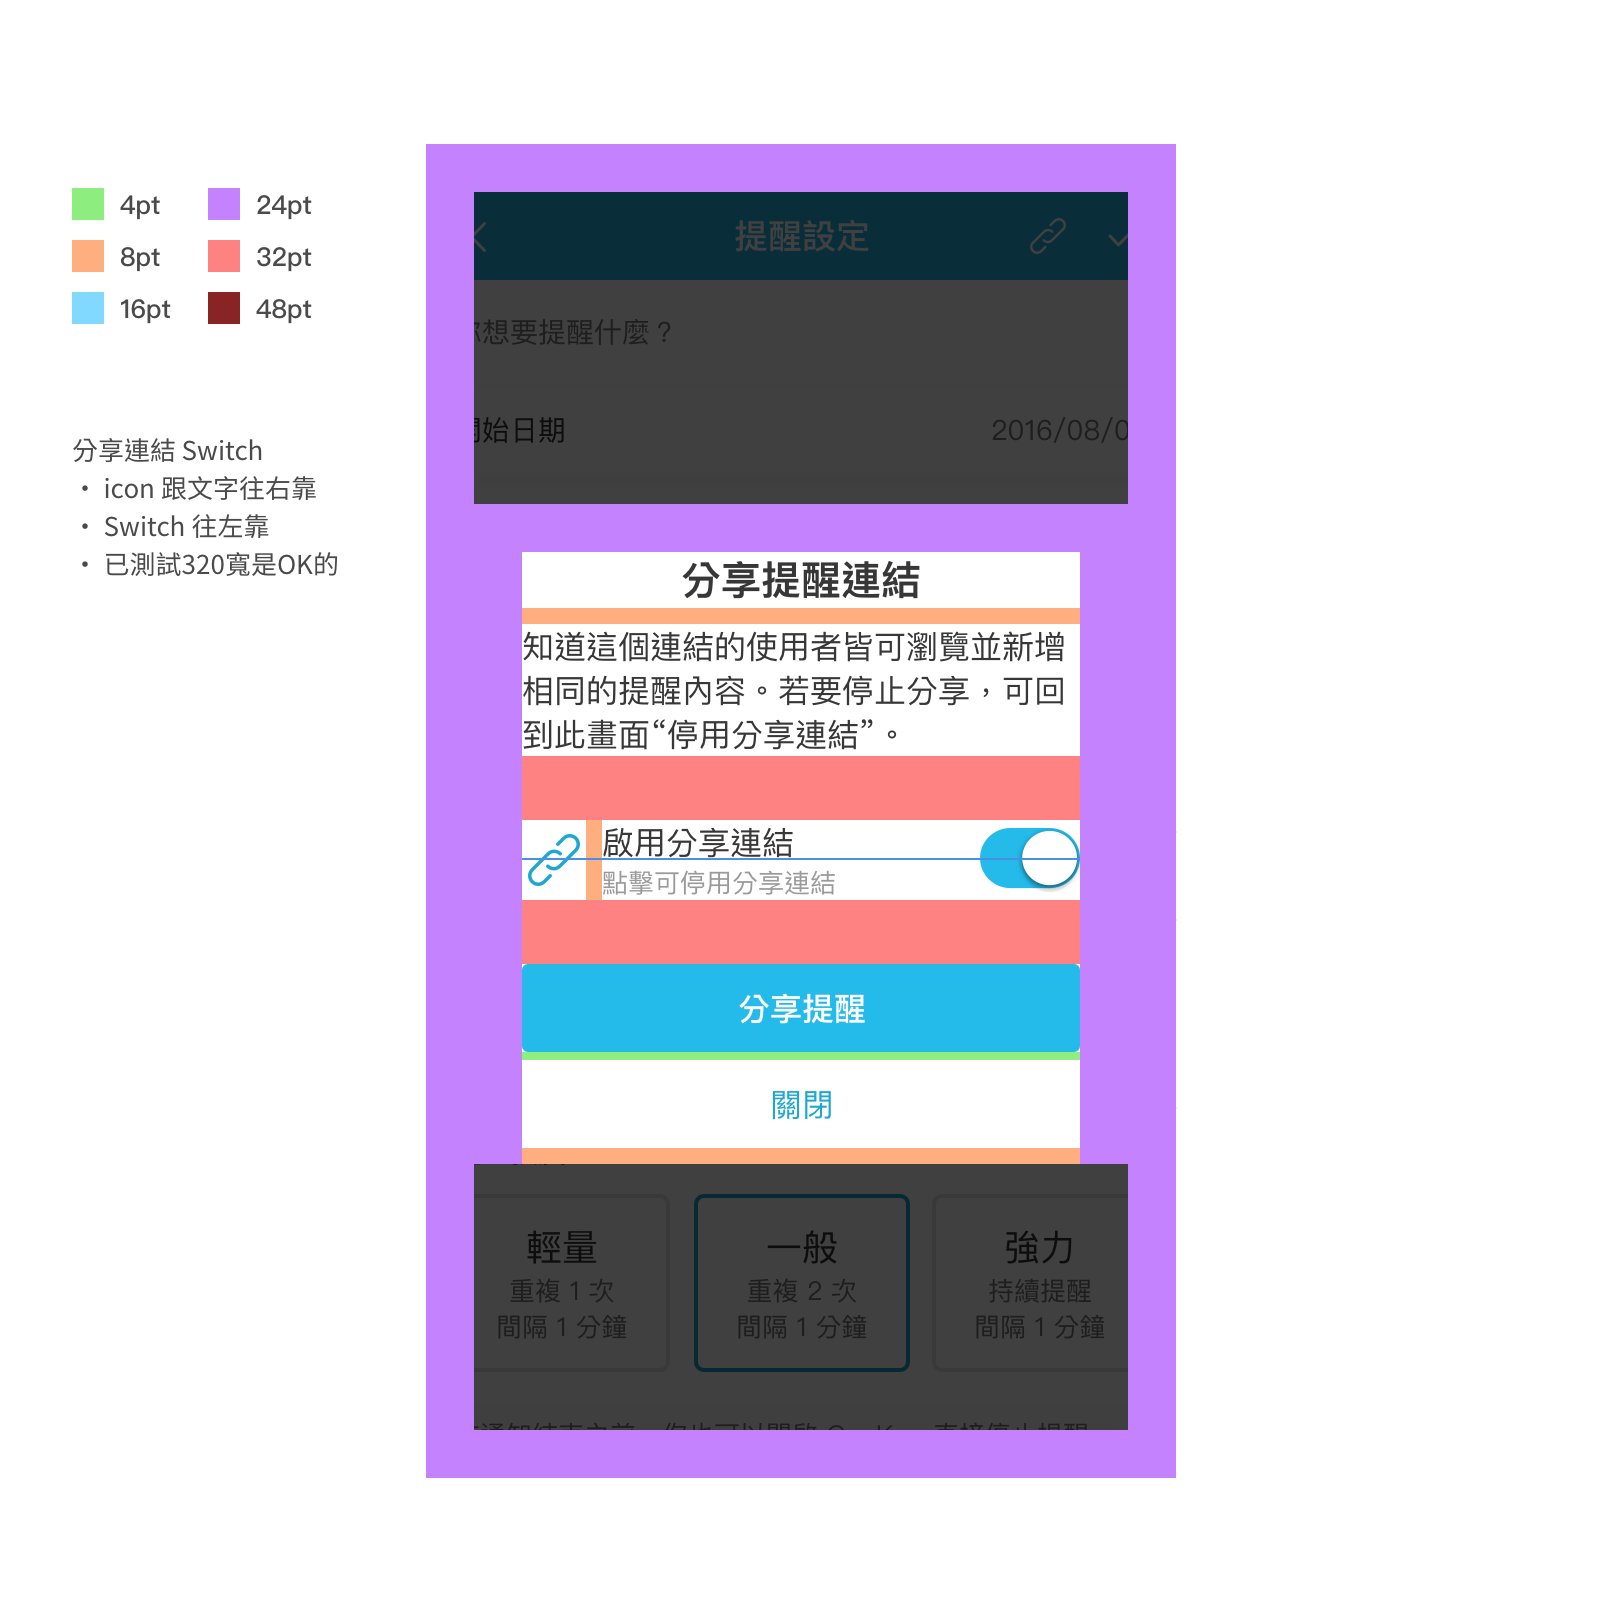 4pt
24pt
8pt
32pt
16pt
48pt
分享連結 Switch
• icon 跟文字往右靠
• Switch 往左靠
• 已測試320寬是OK的
提醒設定
想要提醒什麼？
始日期
2016/08/0
分享提醒連結
知道這個連結的使用者皆可瀏覽並新增
相同的提醒內容。若要停止分享，可回
到此畫面“停用分享連結”。
啟用分享連結
點擊可停用分享連結
分享提醒
關閉
輕量
重複 1 次
間隔 1 分鐘
一般
重複 2 次
間隔 1 分鐘
強力
持續提醒
間隔 1 分鐘